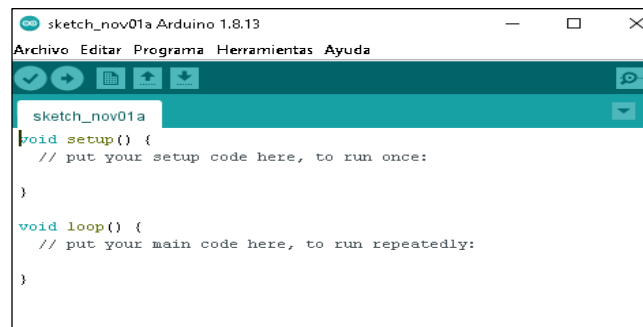 sketch_nov01a Arduino 1.8.13
Archivo Editar Programa Herramientas Ayuda
sketch_nov01a
void setup() {
  // put your setup code here, to run once:
}
void loop() {
  // put your main code here, to run repeatedly:
}